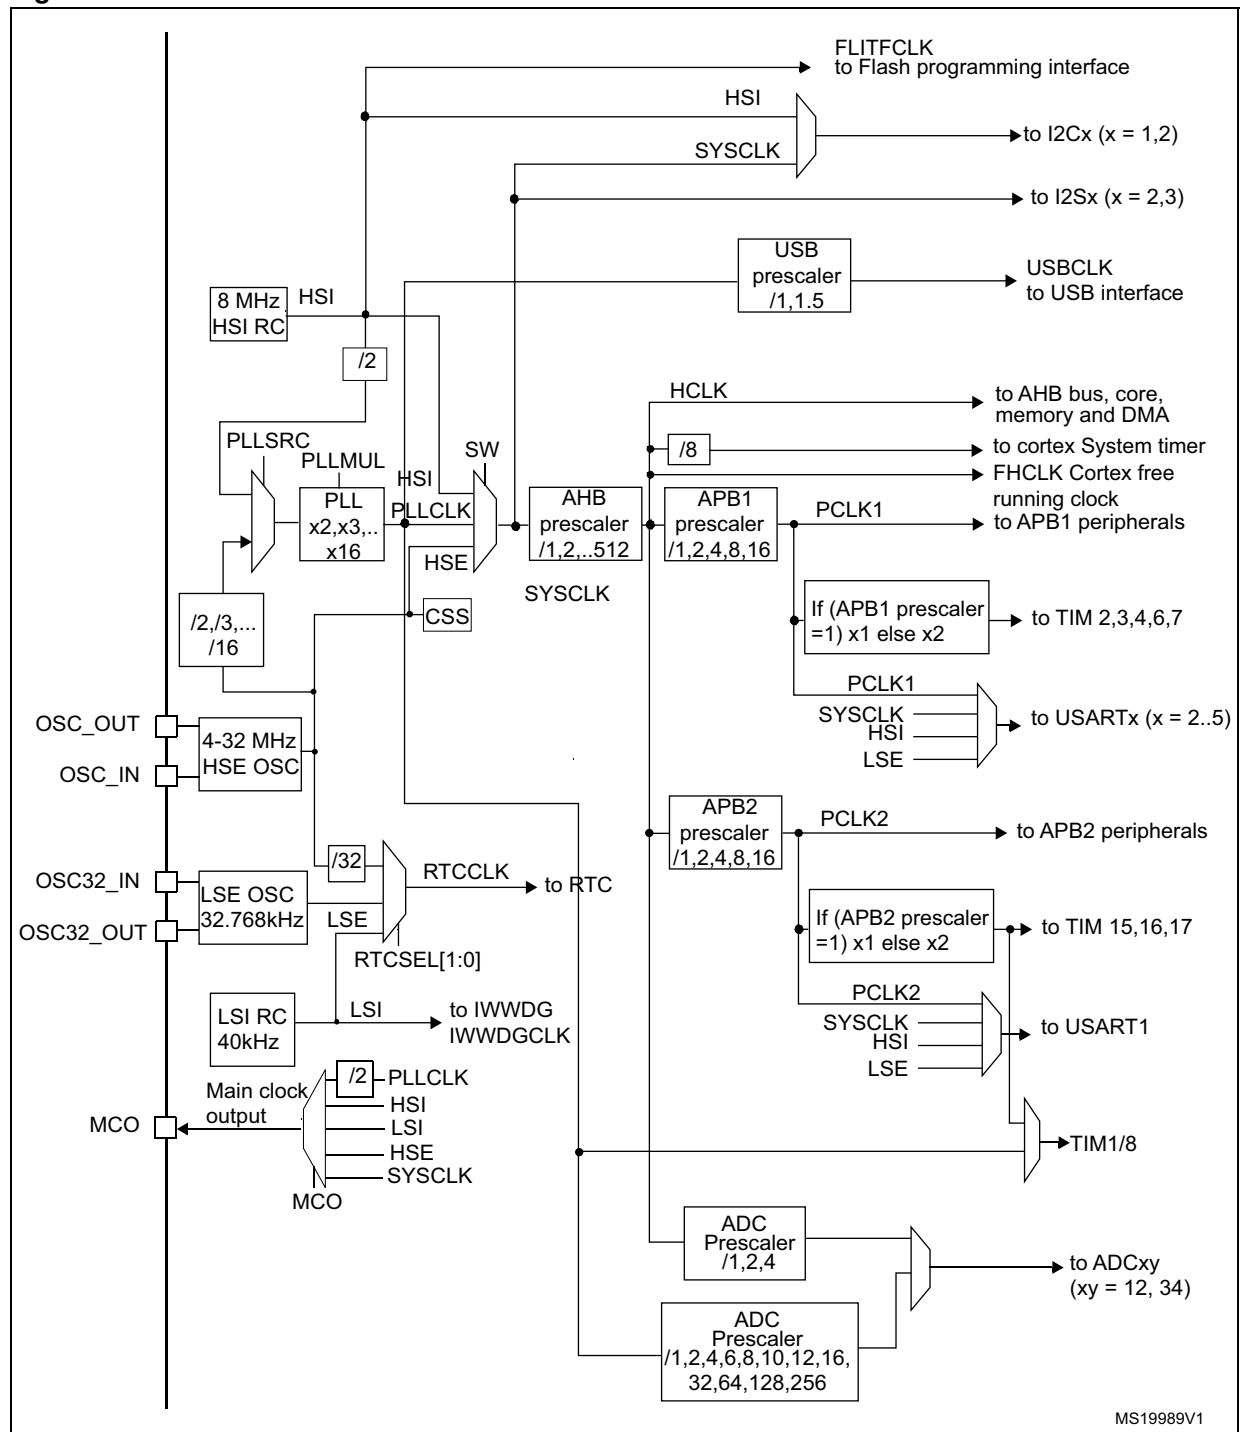 FLITFCLK
to Flash programming interface
HSI
to I2Cx (x = 1,2)
SYSCLK
to I2Sx (x = 2,3)
USB
prescaler
/1,1.5
USBCLK
to USB interface
8 MHz
HSI RC
HSI
/2
HCLK
to AHB bus, core,
memory and DMA
/8
to cortex System timer
FHCLK Cortex free
running clock
PLLSRC
PLLMUL
PLL
x2,x3,..
x16
HSI
PLLCLK
HSE
SW
AHB
prescaler
/1,2,..512
SYSCLK
APB1
prescaler
/1,2,4,8,16
PCLK1
to APB1 peripherals
/2,/3,...
/16
CSS
If (APB1 prescaler
=1) x1 else x2
to TIM 2,3,4,6,7
PCLK1
SYSCLK
HSI
LSE
to USARTx (x = 2..5)
OSC_OUT
OSC_IN
4-32 MHz
HSE OSC
APB2
prescaler
/1,2,4,8,16
PCLK2
to APB2 peripherals
/32
RTCCLK
to RTC
OSC32_IN
OSC32_OUT
LSE OSC
32.768kHz
LSE
RTCSEL[1:0]
If (APB2 prescaler
=1) x1 else x2
to TIM 15,16,17
PCLK2
SYSCLK
HSI
LSE
to USART1
LSI RC
40kHz
LSI
to IWWDG
IWWDGCLK
MCO
Main clock
output
/2
PLLCLK
HSI
LSI
HSE
SYSCLK
MCO
TIM1/8
ADC
Prescaler
/1,2,4
to ADCxy
(xy = 12, 34)
ADC
Prescaler
/1,2,4,6,8,10,12,16,
32,64,128,256
MS19989V1